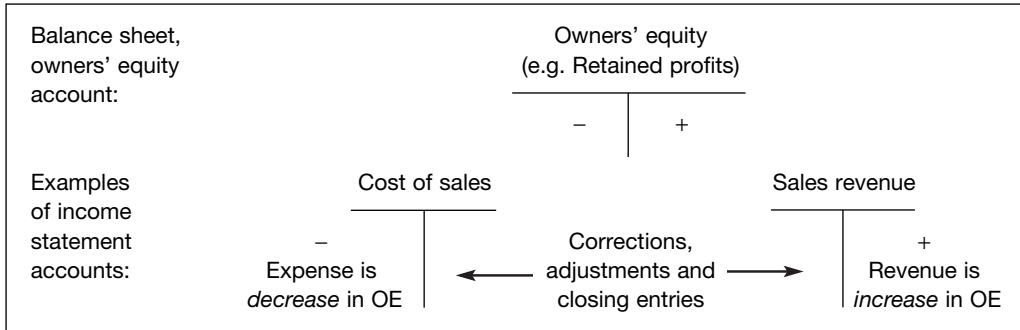 Balance sheet,
owners' equity
account:
Owners' equity
(e.g. Retained profits)
− +
Examples
of income
statement
accounts:
Cost of sales
−
Expense is
decrease in OE
Corrections,
adjustments and
closing entries
Sales revenue
+
Revenue is
increase in OE